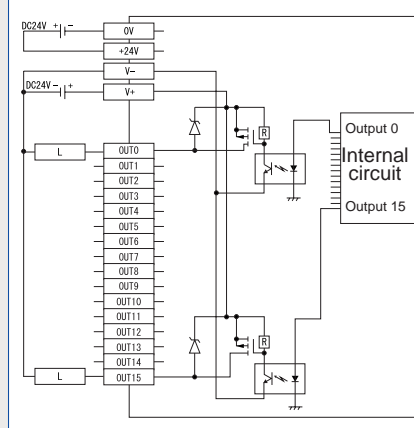 DC24V + -
0V
+24V
V-
DC24V - +
V+
L
OUT0
OUT1
OUT2
OUT3
OUT4
OUT5
OUT6
OUT7
OUT8
OUT9
OUT10
OUT11
OUT12
OUT13
OUT14
L
OUT15
R
R
Output 0
Internal
circuit
Output 15